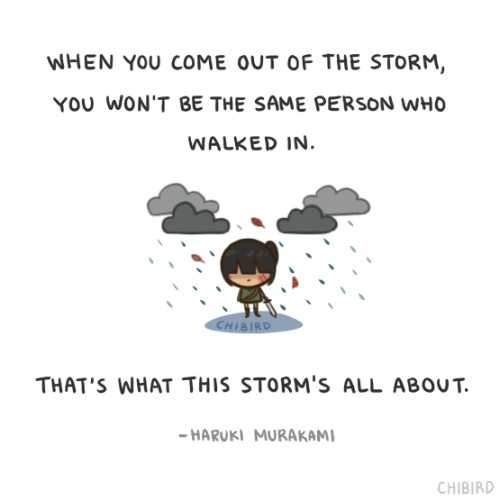 WHEN YOU COME OUT OF THE STORM,
YOU WON'T BE THE SAME PERSON WHO
WALKED IN.
CHIBIRD
THAT'S WHAT THIS STORM'S ALL ABOUT.
-HARUKI MURAKAMI
CHIBIRD